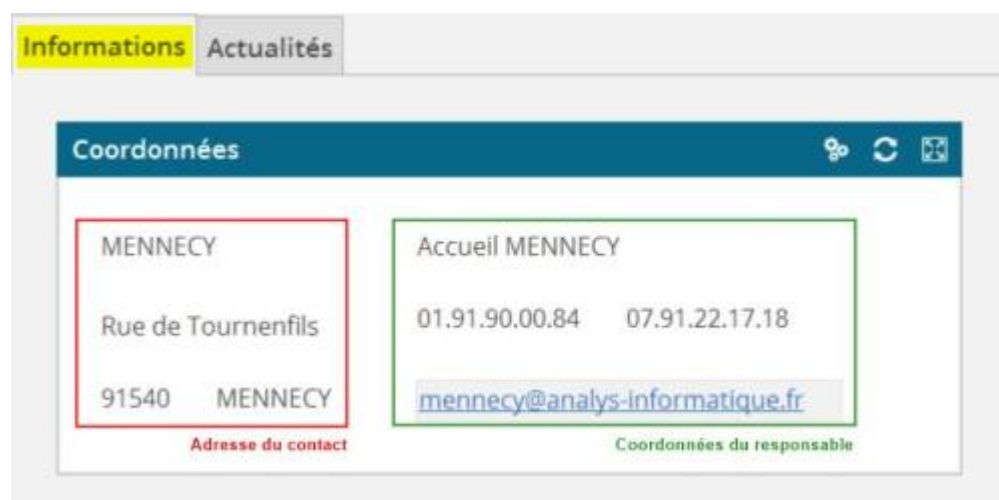 Informations Actualités
Coordonnées
MENNECY
Rue de Tournenfils
91540 MENNECY
Adresse du contact
Accueil MENNECY
01.91.90.00.84 07.91.22.17.18
mennecy@analys-informatique.fr
Coordonnées du responsable